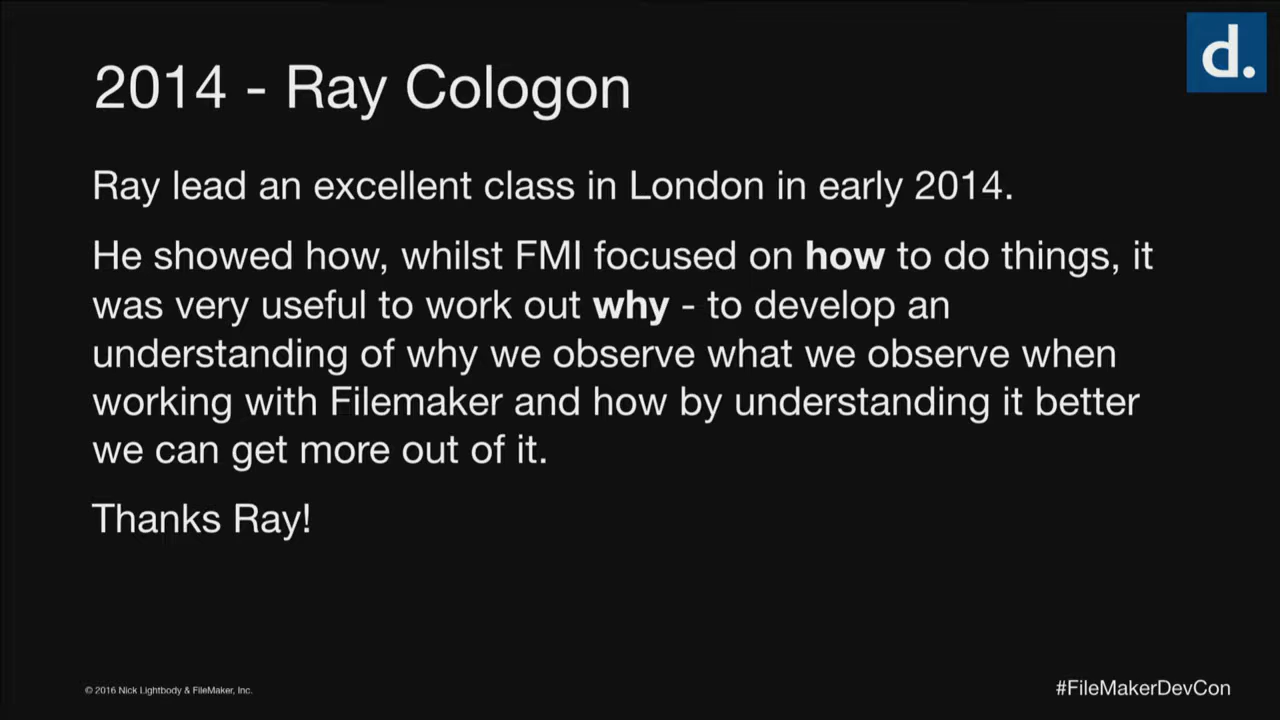 d.
2014 - Ray Cologon
Ray lead an excellent class in London in early 2014.
He showed how, whilst FMI focused on how to do things, it
was very useful to work out why - to develop an
understanding of why we observe what we observe when
working with Filemaker and how by understanding it better
we can get more out of it.
Thanks Ray!
© 2016 Nick Lightbody & FileMaker, Inc.
#FileMakerDevCon